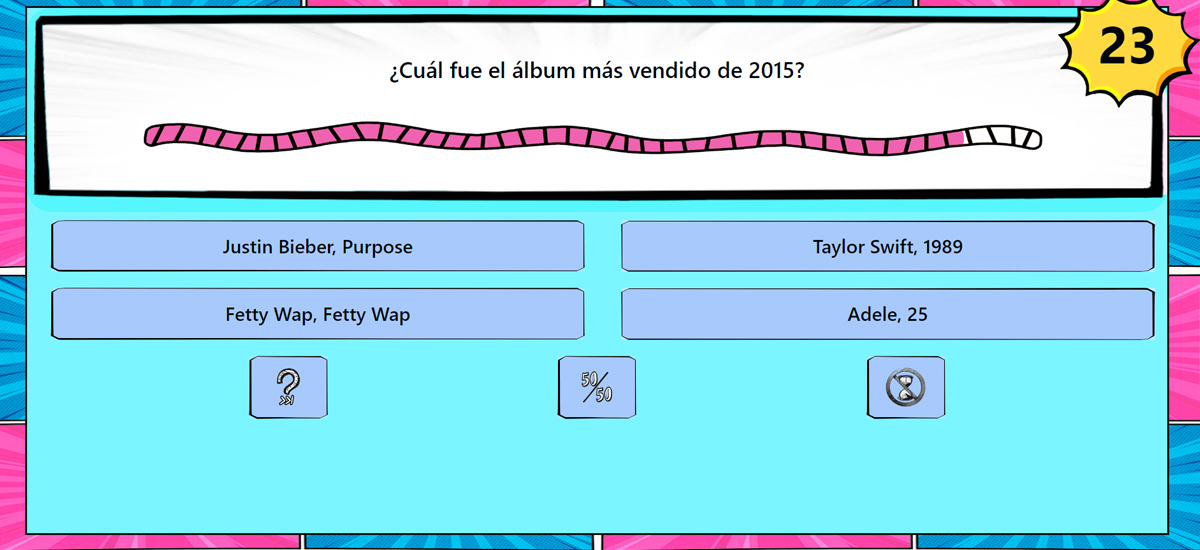 23
¿Cuál fue el álbum más vendido de 2015?
Justin Bieber, Purpose
Taylor Swift, 1989
Fetty Wap, Fetty Wap
Adele, 25
?
50/50